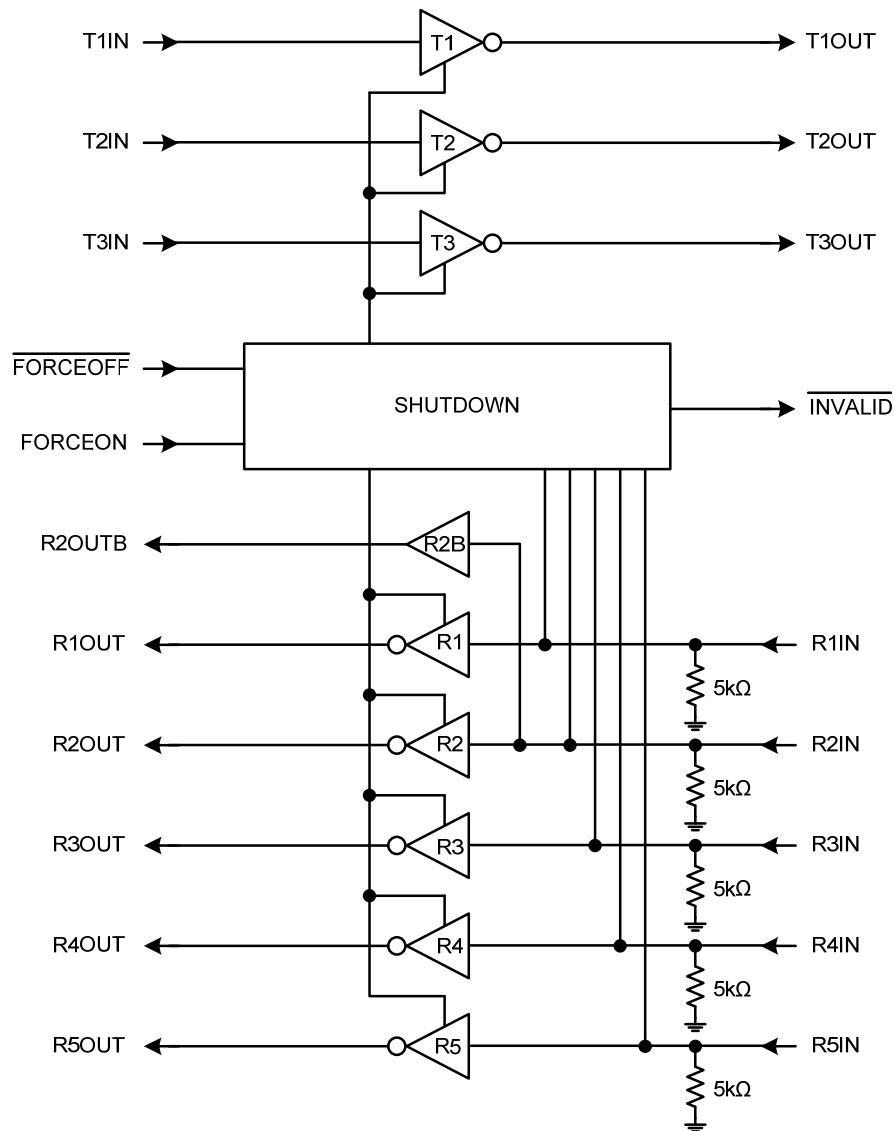 T1IN T1 T1OUT
T2IN T2 T2OUT
T3IN T3 T3OUT
FORCEOFF
SHUTDOWN INVALID
FORCEON
R2OUTB R2B
R1OUT R1 R1IN
5kΩ
R2OUT R2 R2IN
5kΩ
R3OUT R3 R3IN
5kΩ
R4OUT R4 R4IN
5kΩ
R5OUT R5 R5IN
5kΩ